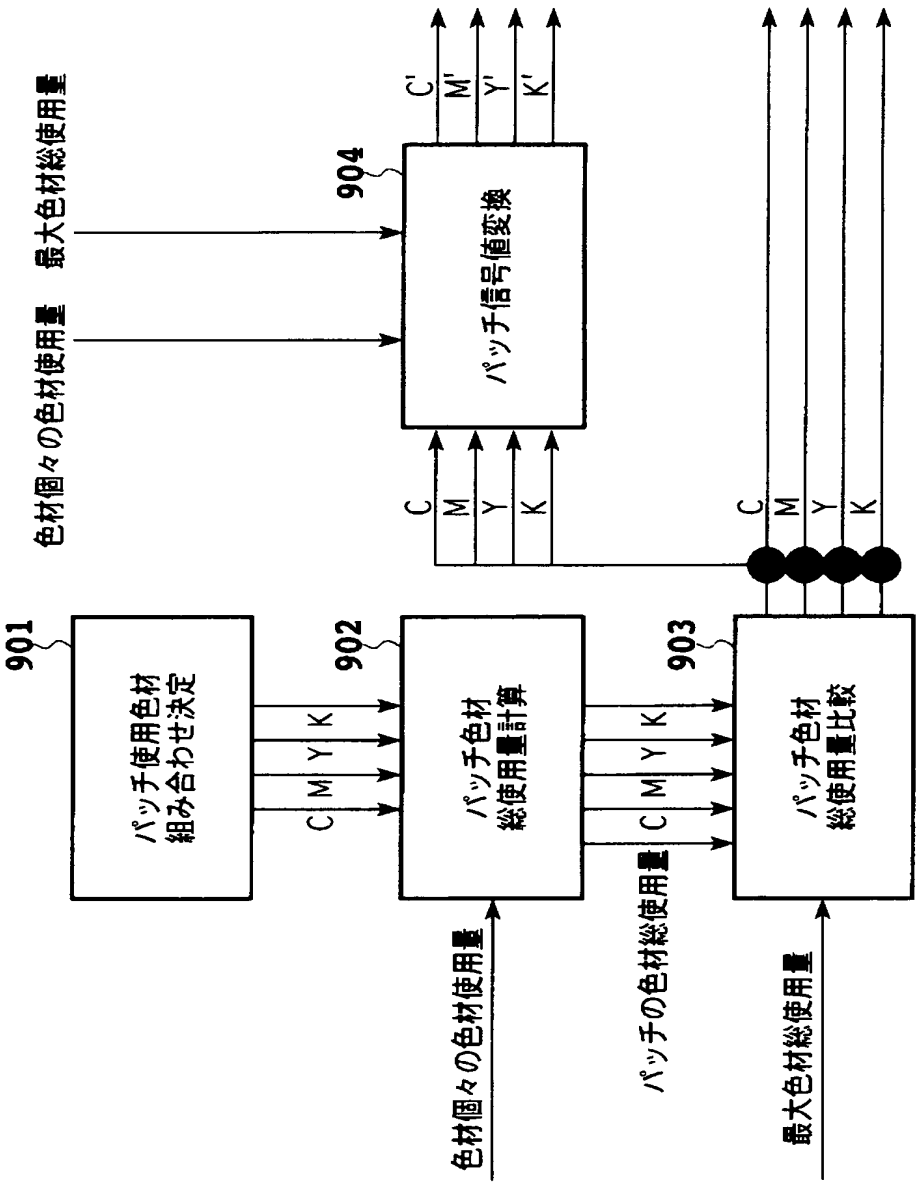 901
パッチ使用色材
組み合わせ決定
C
M
Y
K
色材個々の色材使用量
902
パッチ色材
総使用量計算
パッチの色材総使用量
C
M
Y
K
最大色材総使用量
903
パッチ色材
総使用量比較
C
M
Y
K
C
M
Y
K
色材個々の色材使用量
最大色材総使用量
904
パッチ信号値変換
C'
M'
Y'
K'